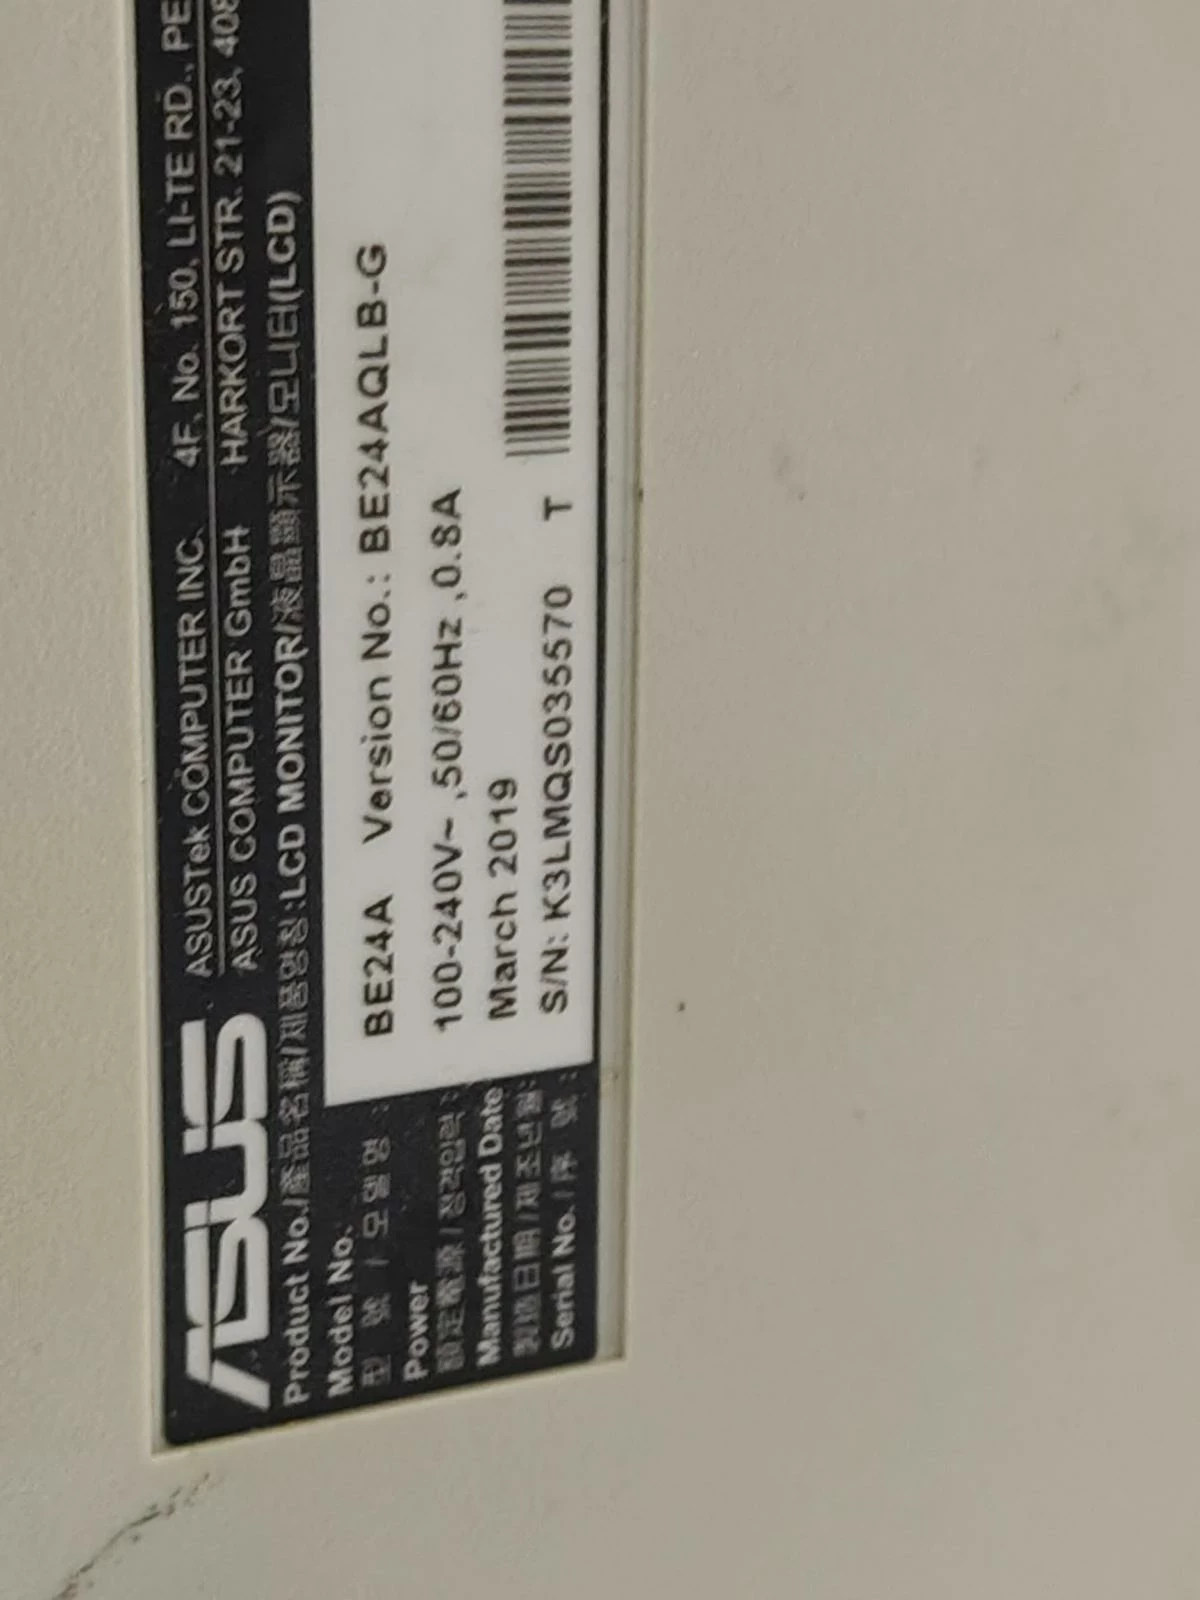 ASUS
ASUSTek COMPUTER INC. 4F, No. 150, LI-TE RD., PE
ASUS COMPUTER GmbH HARKORT STR. 21-23, 408
Product No./產品名稱/제품명칭:LCD MONITOR/液晶顯示器/모니터(LCD)
Model No. BE24A Version No.: BE24AQLB-G
型 號 / 모델명 :
Power 100-240V~ ,50/60Hz ,0.8A
額定電源 / 정격입력 :
Manufactured Date March 2019
製造日期 / 제조년월:
Serial No. / 序 號 : S/N: K3LMQS035570 T